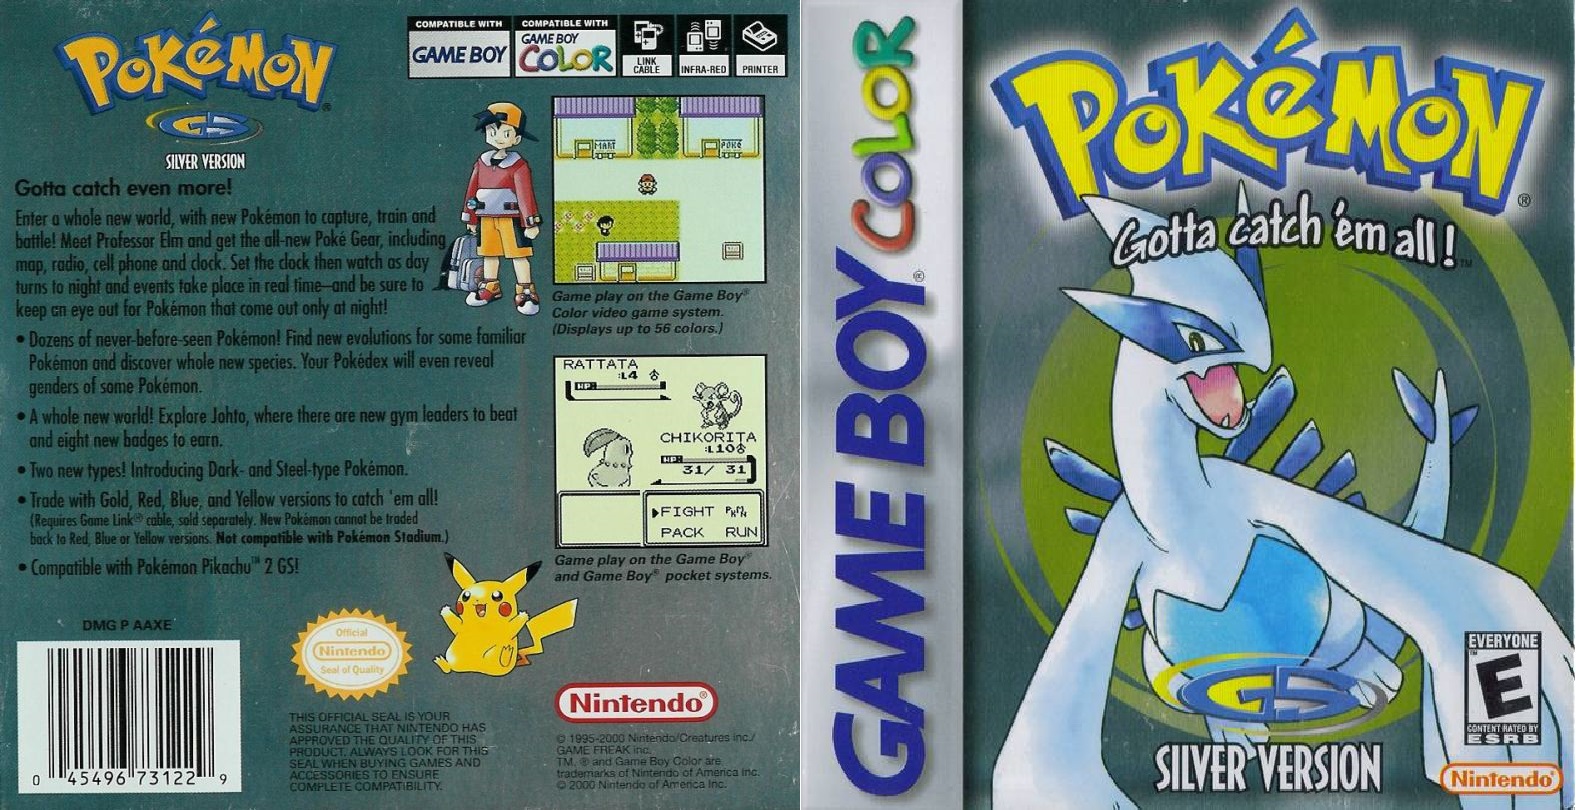 POKéMON®
GS
SILVER VERSION
Gotta catch even more!
Enter a whole new world, with new Pokémon to capture, train and
battle! Meet Professor Elm and get the all-new Poké Gear, including
map, radio, cell phone and clock. Set the clock then watch as day
turns to night and events take place in real time—and be sure to
keep an eye out for Pokémon that come out only at night!
• Dozens of never-before-seen Pokémon! Find new evolutions for some familiar
Pokémon and discover whole new species. Your Pokédex will even reveal
genders of some Pokémon.
• A whole new world! Explore Johto, where there are new gym leaders to beat
and eight new badges to earn.
• Two new types! Introducing Dark- and Steel-type Pokémon.
• Trade with Gold, Red, Blue, and Yellow versions to catch 'em all!
(Requires Game Link® cable, sold separately. New Pokémon cannot be traded
back to Red, Blue or Yellow versions. Not compatible with Pokémon Stadium.)
• Compatible with Pokémon Pikachu™ 2 GS!
DMG P AAXE
0 45496 73122 9
Official
Nintendo
Seal of Quality
THIS OFFICIAL SEAL IS YOUR
ASSURANCE THAT NINTENDO HAS
APPROVED THE QUALITY OF THIS
PRODUCT. ALWAYS LOOK FOR THIS
SEAL WHEN BUYING GAMES AND
ACCESSORIES TO ENSURE
COMPLETE COMPATIBILITY.
COMPATIBLE WITH
GAME BOY
COMPATIBLE WITH
GAME BOY
COLOR
LINK
CABLE
INFRA-RED
PRINTER
MART
POKé
Game play on the Game Boy®
Color video game system.
(Displays up to 56 colors.)
RATTATA
:L4 ♂
HP:
CHIKORITA
:L10♂
HP:
31/ 31
▶FIGHT PKMN
PACK RUN
Game play on the Game Boy®
and Game Boy® pocket systems.
Nintendo®
© 1995-2000 Nintendo/Creatures inc./
GAME FREAK inc.
TM, ® and Game Boy Color are
trademarks of Nintendo of America Inc.
© 2000 Nintendo of America Inc.
GAME BOY COLOR®
POKéMON®
Gotta catch 'em all!™
GS
SILVER VERSION
EVERYONE
E
CONTENT RATED BY
ESRB
Nintendo®